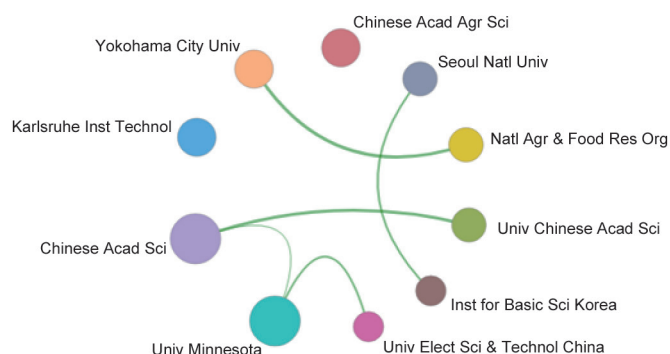 Chinese Acad Agr Sci
Yokohama City Univ
Seoul Natl Univ
Karlsruhe Inst Technol
Natl Agr & Food Res Org
Univ Chinese Acad Sci
Chinese Acad Sci
Inst for Basic Sci Korea
Univ Minnesota
Univ Elect Sci & Technol China